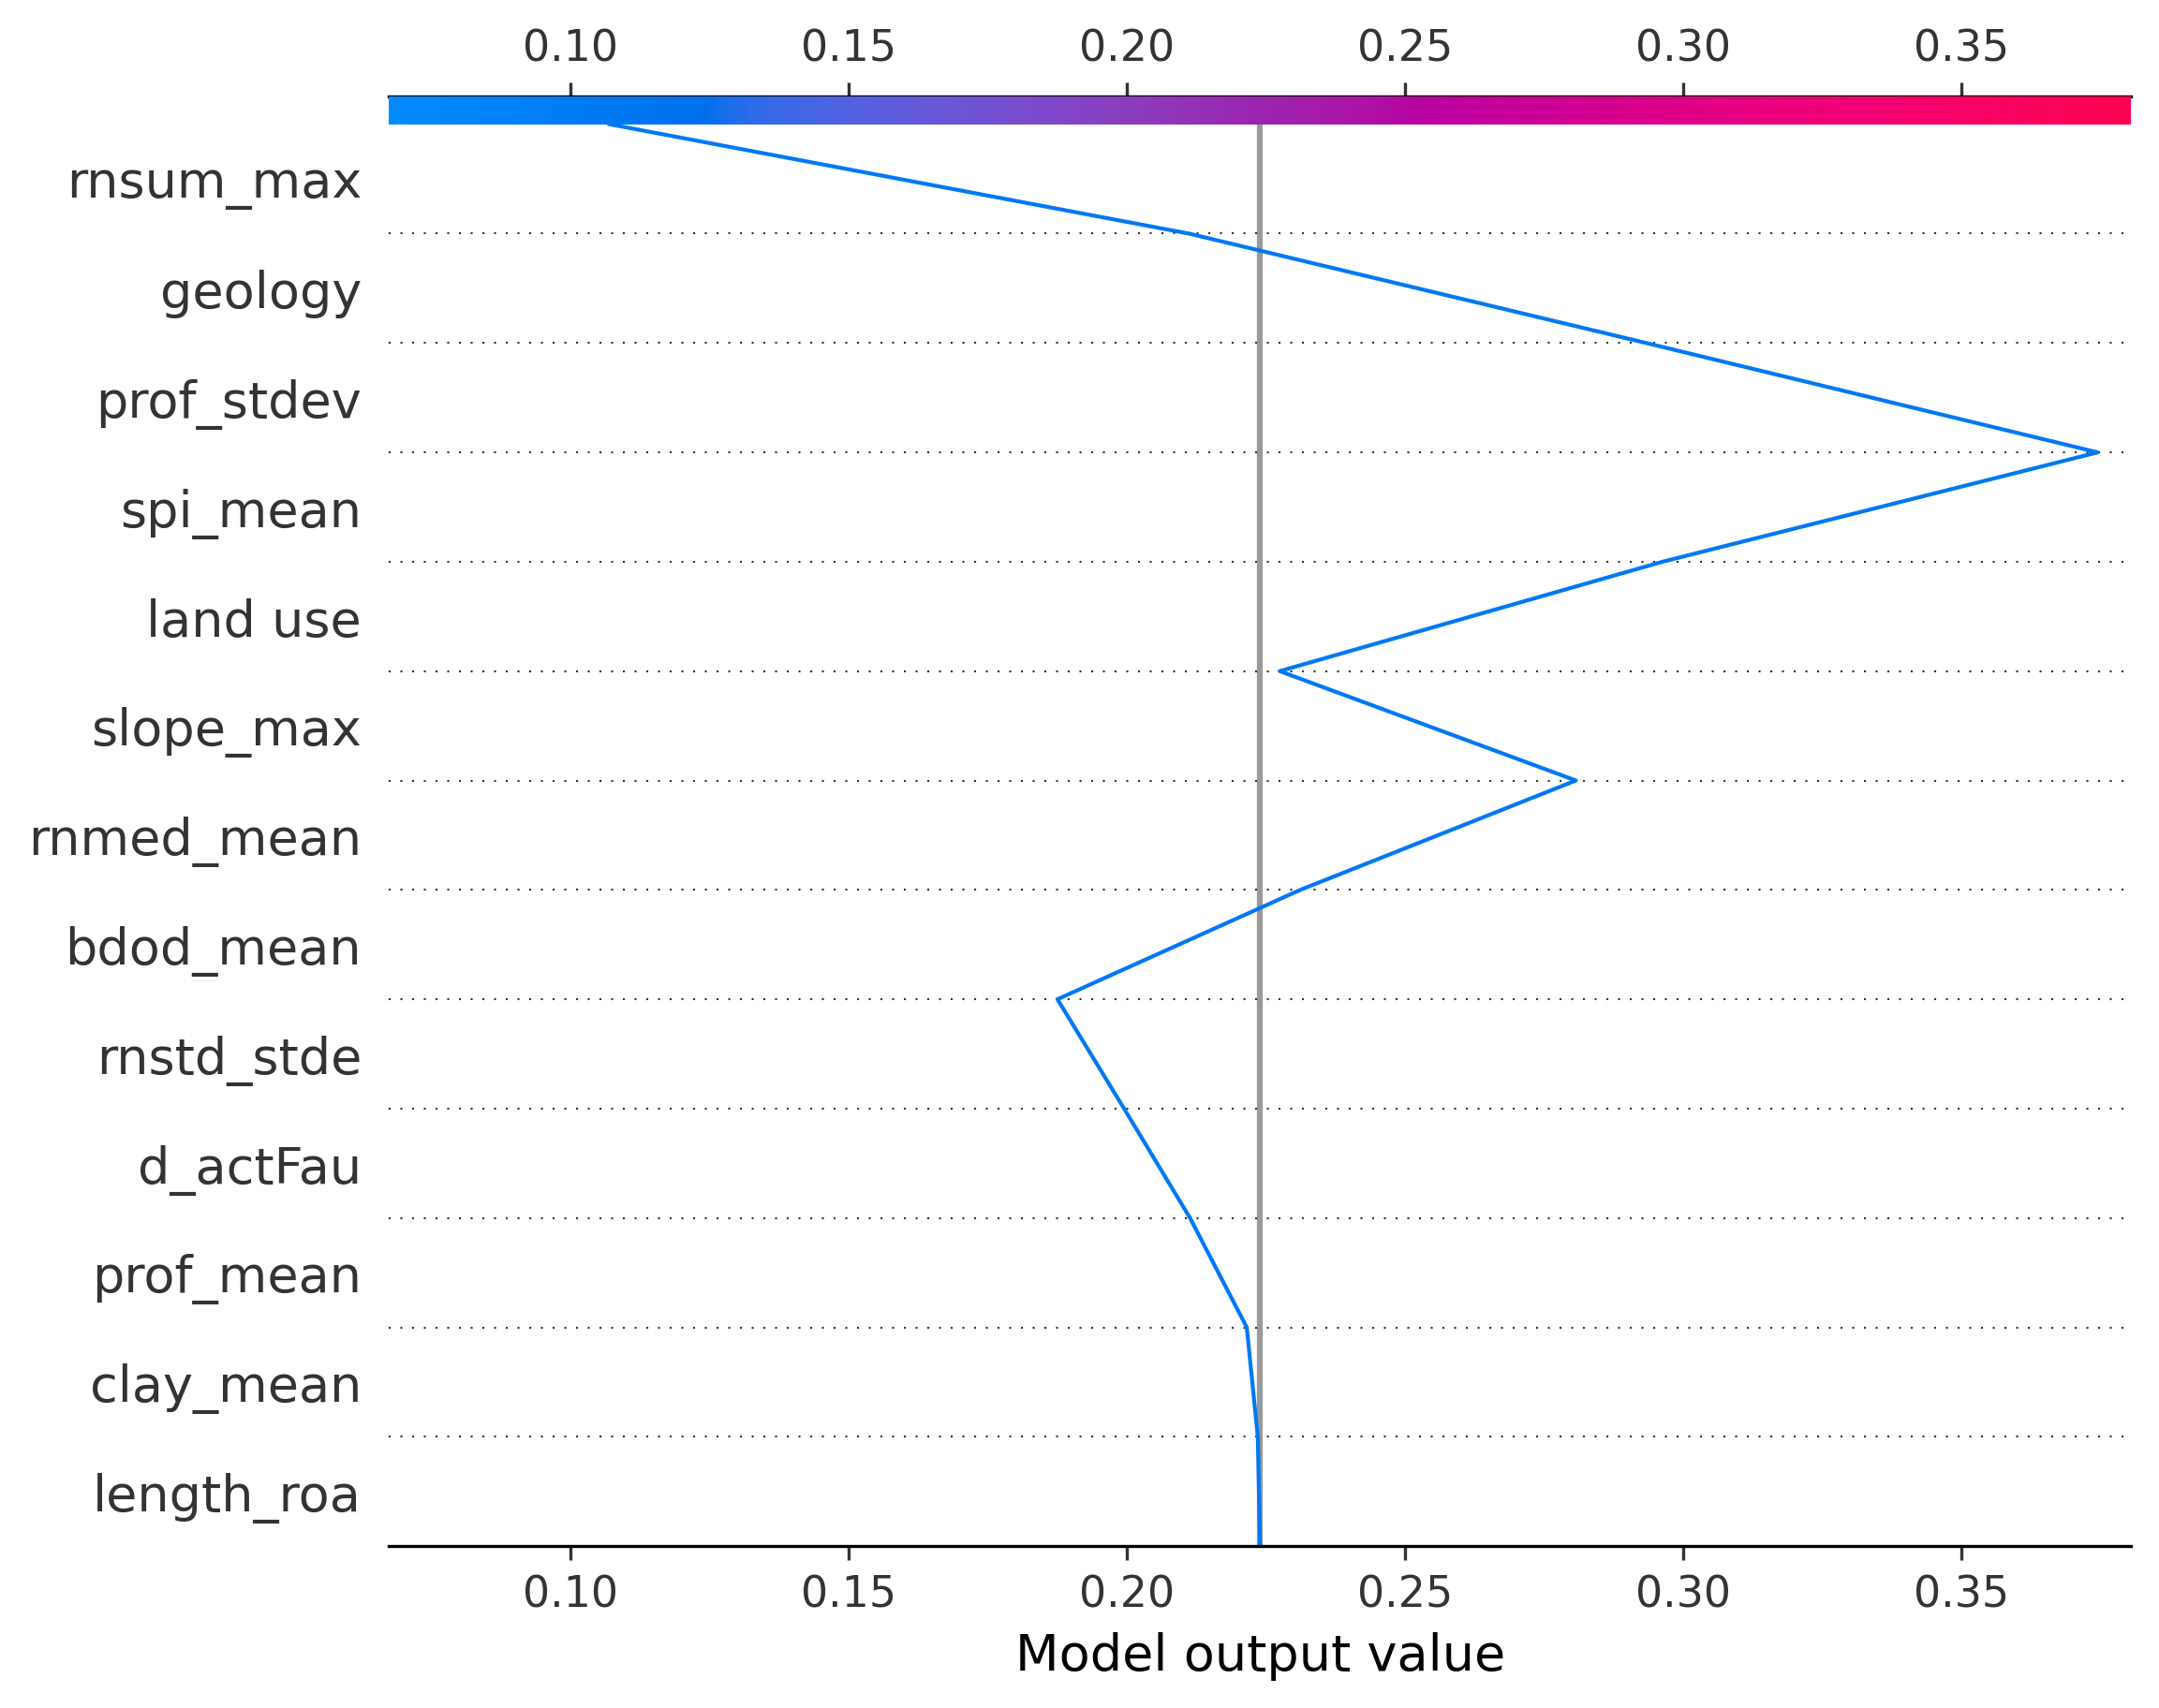 0.10 0.15 0.20 0.25 0.30 0.35
rnsum_max
geology
prof_stdev
spi_mean
land use
slope_max
rnmed_mean
bdod_mean
rnstd_stde
d_actFau
prof_mean
clay_mean
length_roa
0.10 0.15 0.20 0.25 0.30 0.35
Model output value